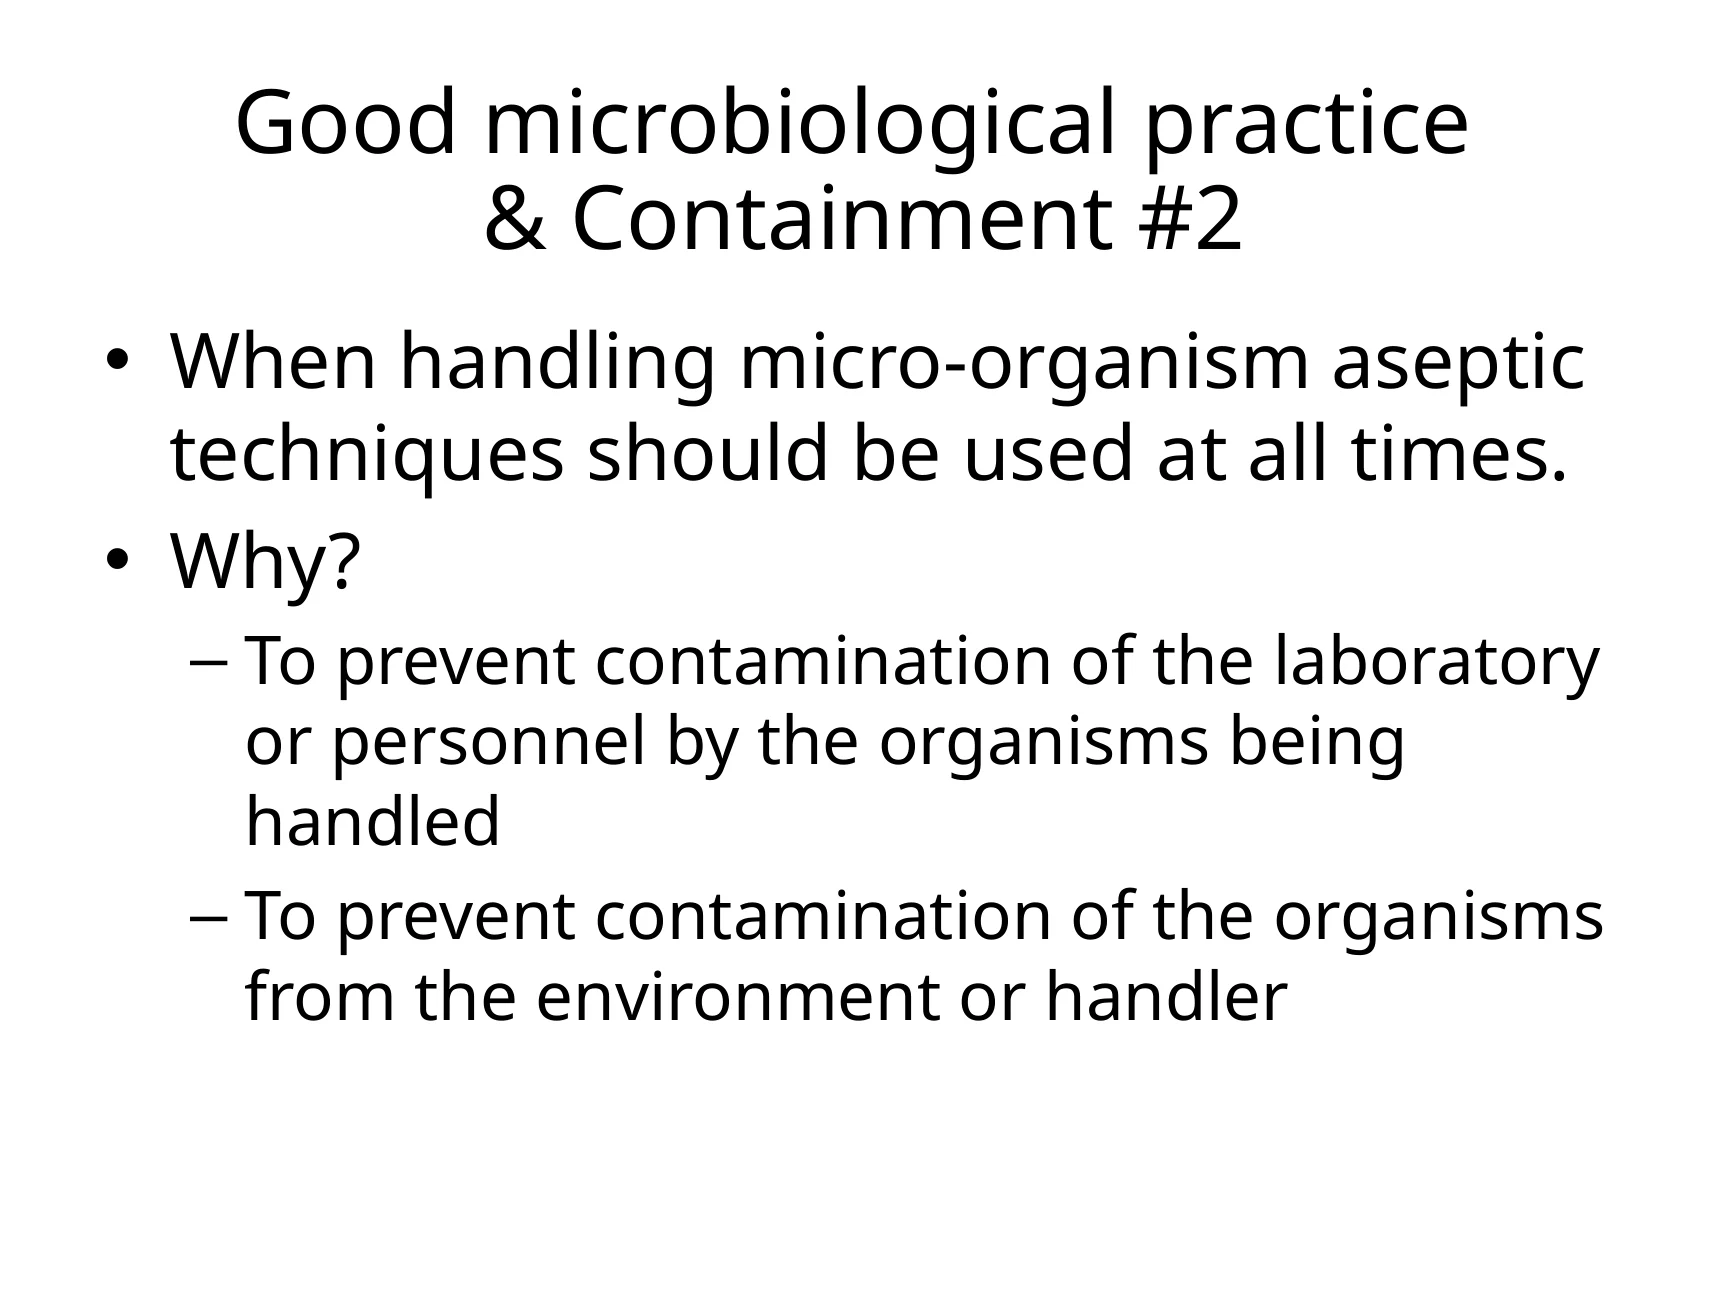 Good microbiological practice
& Containment #2
• When handling micro-organism aseptic
techniques should be used at all times.
• Why?
– To prevent contamination of the laboratory
or personnel by the organisms being
handled
– To prevent contamination of the organisms
from the environment or handler